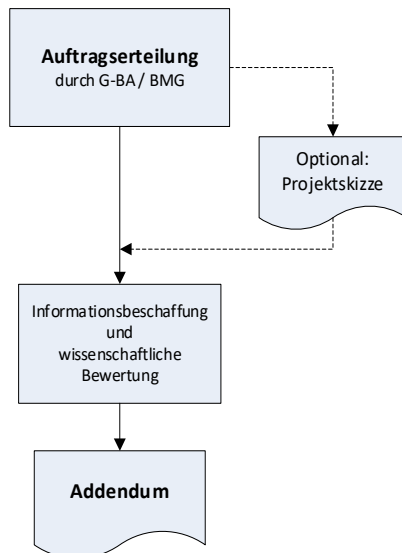 Auftragserteilung
durch G-BA / BMG
Optional:
Projektskizze
Informationsbeschaffung
und
wissenschaftliche
Bewertung
Addendum